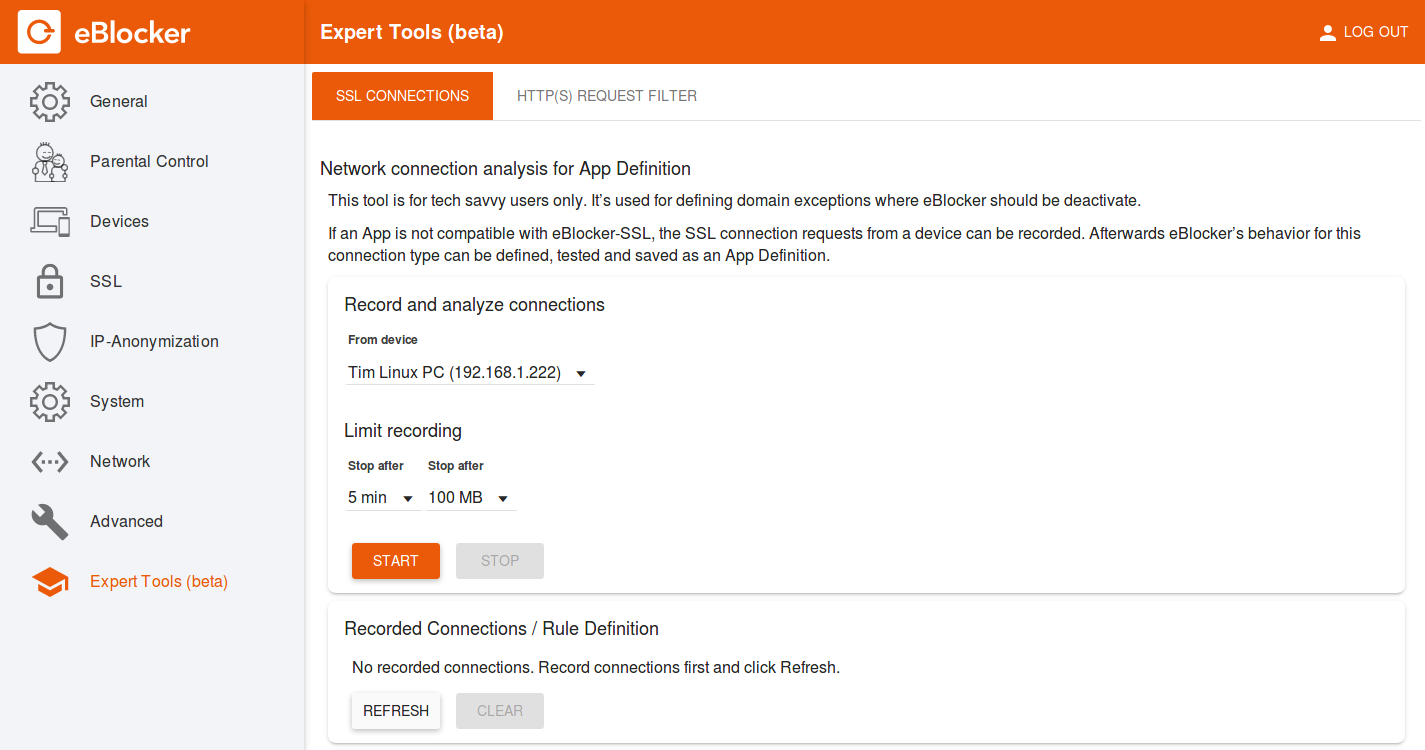 eBlocker
Expert Tools (beta)
LOG OUT
General
Parental Control
Devices
SSL
IP-Anonymization
System
Network
Advanced
Expert Tools (beta)
SSL CONNECTIONS
HTTP(S) REQUEST FILTER
Network connection analysis for App Definition
This tool is for tech savvy users only. It’s used for defining domain exceptions where eBlocker should be deactivate.
If an App is not compatible with eBlocker-SSL, the SSL connection requests from a device can be recorded. Afterwards eBlocker’s behavior for this
connection type can be defined, tested and saved as an App Definition.
Record and analyze connections
From device
Tim Linux PC (192.168.1.222)
Limit recording
Stop after Stop after
5 min 100 MB
START STOP
Recorded Connections / Rule Definition
No recorded connections. Record connections first and click Refresh.
REFRESH CLEAR